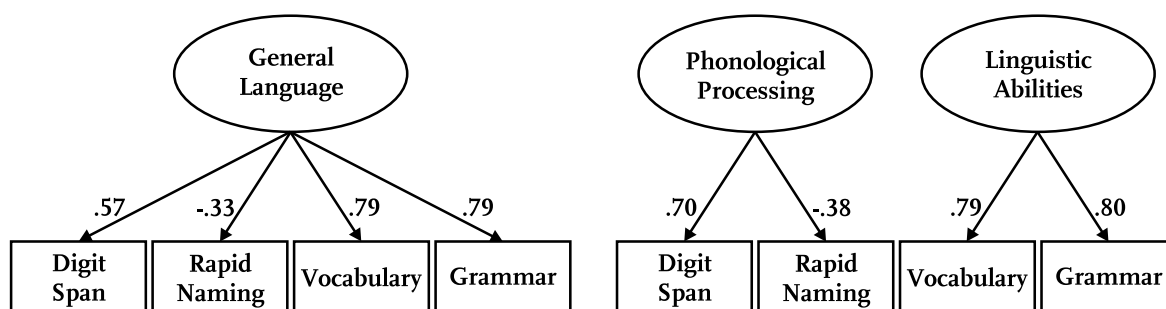 General
Language
Phonological
Processing
Linguistic
Abilities
.57
-.33
.79
.79
.70
-.38
.79
.80
Digit
Span
Rapid
Naming
Vocabulary
Grammar
Digit
Span
Rapid
Naming
Vocabulary
Grammar